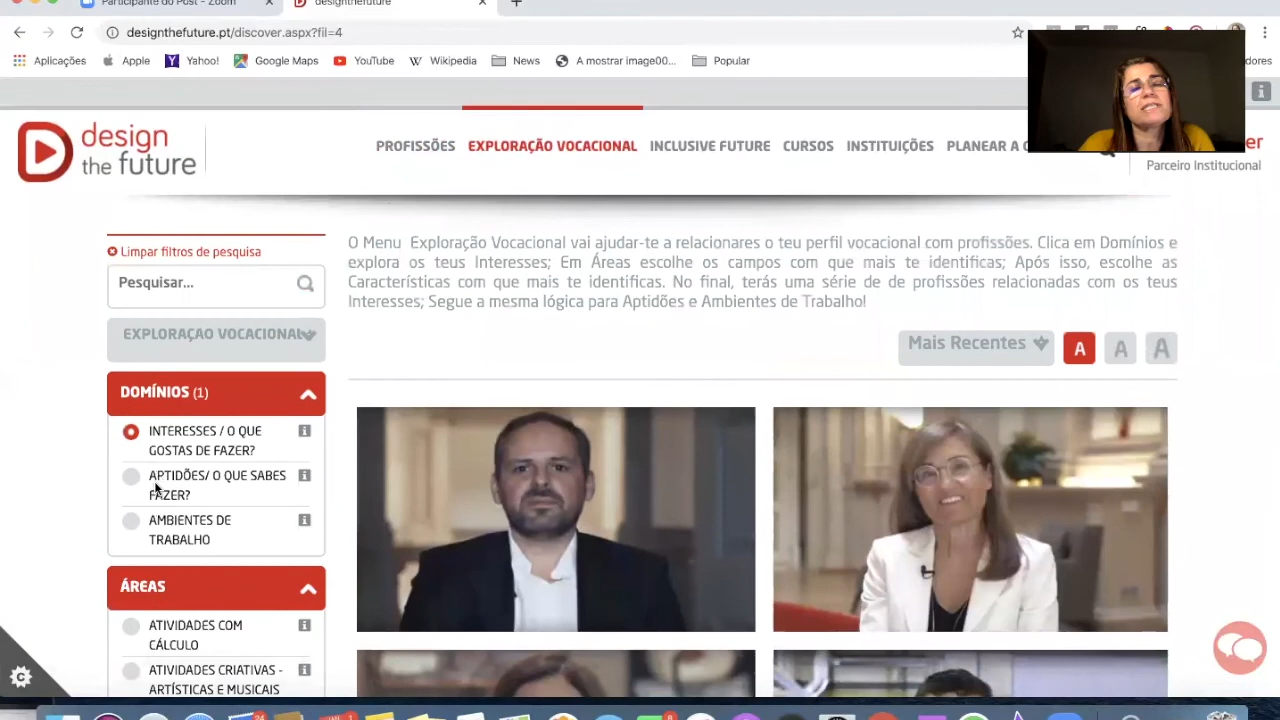 Participante do Post - Zoom
designthefuture
designthefuture.pt/discover.aspx?fil=4
Aplicações
Apple
Yahoo!
Google Maps
YouTube
Wikipedia
News
A mostrar image00...
Popular
design
the future
PROFISSÕES
EXPLORAÇÃO VOCACIONAL
INCLUSIVE FUTURE
CURSOS
INSTITUIÇÕES
PLANEAR A
Parceiro Institucional
Limpar filtros de pesquisa
Pesquisar...
EXPLORAÇAO VOCACIONAL
O Menu Exploração Vocacional vai ajudar-te a relacionares o teu perfil vocacional com profissões. Clica em Domínios e
explora os teus Interesses; Em Áreas escolhe os campos com que mais te identificas; Após isso, escolhe as
Características com que mais te identificas. No final, terás uma série de de profissões relacionadas com os teus
Interesses; Segue a mesma lógica para Aptidões e Ambientes de Trabalho!
Mais Recentes
A A A
DOMÍNIOS (1)
INTERESSES / O QUE
GOSTAS DE FAZER?
APTIDÕES/ O QUE SABES
FAZER?
AMBIENTES DE
TRABALHO
ÁREAS
ATIVIDADES COM
CÁLCULO
ATIVIDADES CRIATIVAS -
ARTÍSTICAS E MUSICAIS